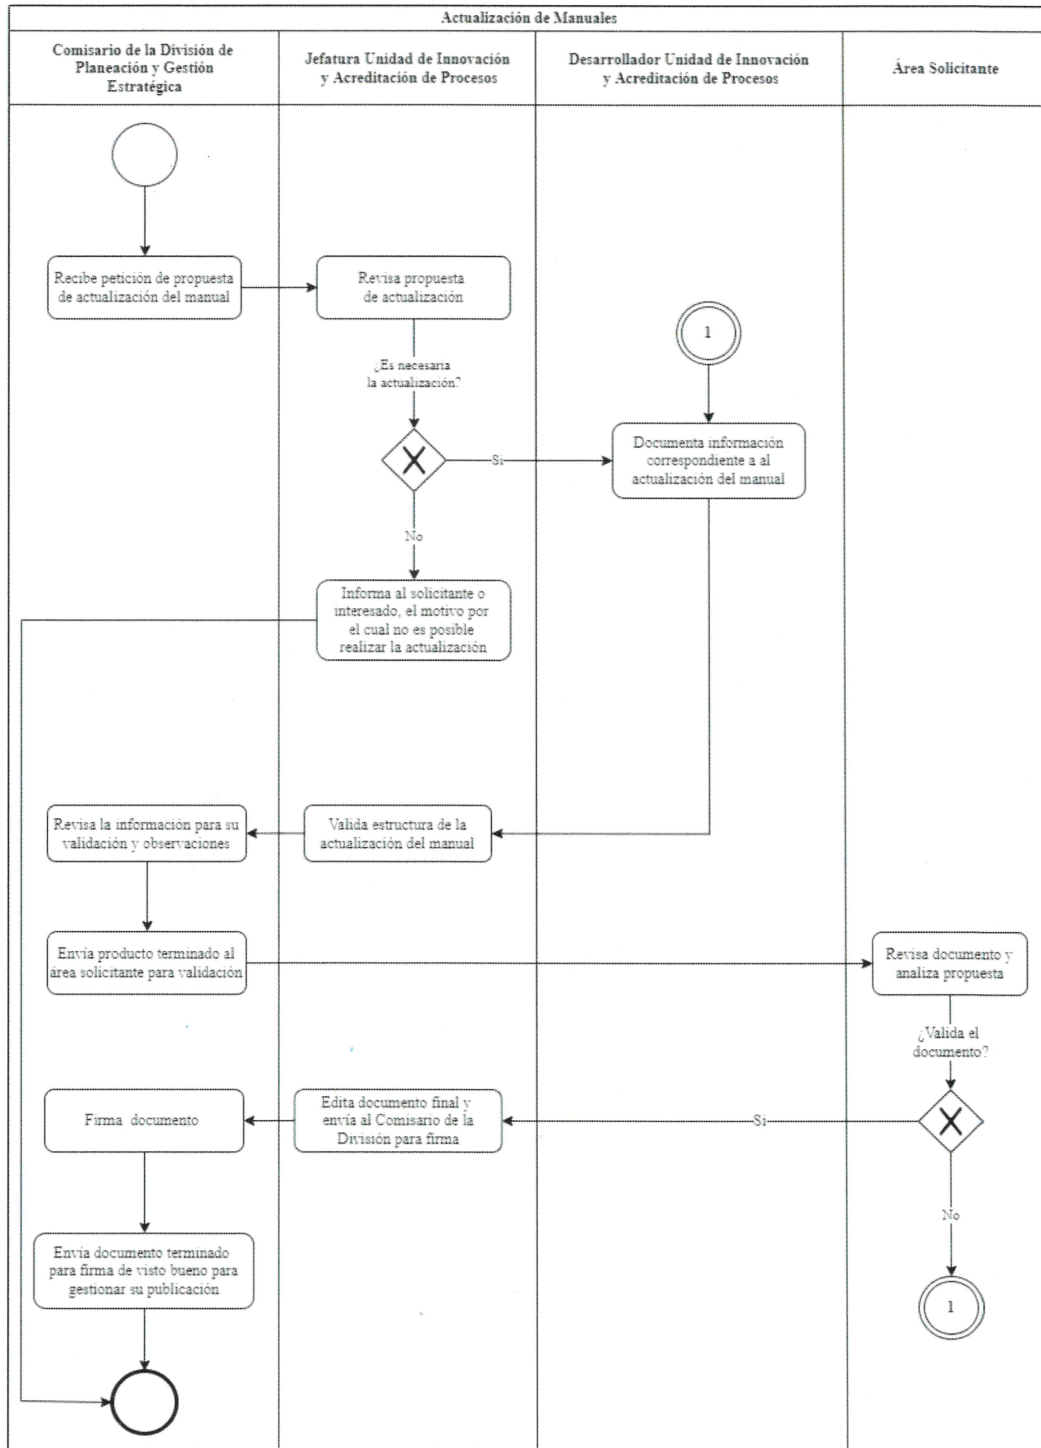 Actualización de Manuales
Comisario de la División de
Planeación y Gestión
Estratégica
Jefatura Unidad de Innovación
y Acreditación de Procesos
Desarrollador Unidad de Innovación
y Acreditación de Procesos
Área Solicitante
Recibe petición de propuesta
de actualización del manual
Revisa propuesta
de actualización
1
¿Es necesaria
la actualización?
Si
Documenta información
correspondiente a al
actualización del manual
No
Informa al solicitante o
interesado, el motivo por
el cual no es posible
realizar la actualización
Revisa la información para su
validación y observaciones
Valida estructura de la
actualización del manual
Envía producto terminado al
área solicitante para validación
Revisa documento y
analiza propuesta
¿Valida el
documento?
Firma documento
Edita documento final y
envía al Comisario de la
División para firma
Si
No
Envía documento terminado
para firma de visto bueno para
gestionar su publicación
1